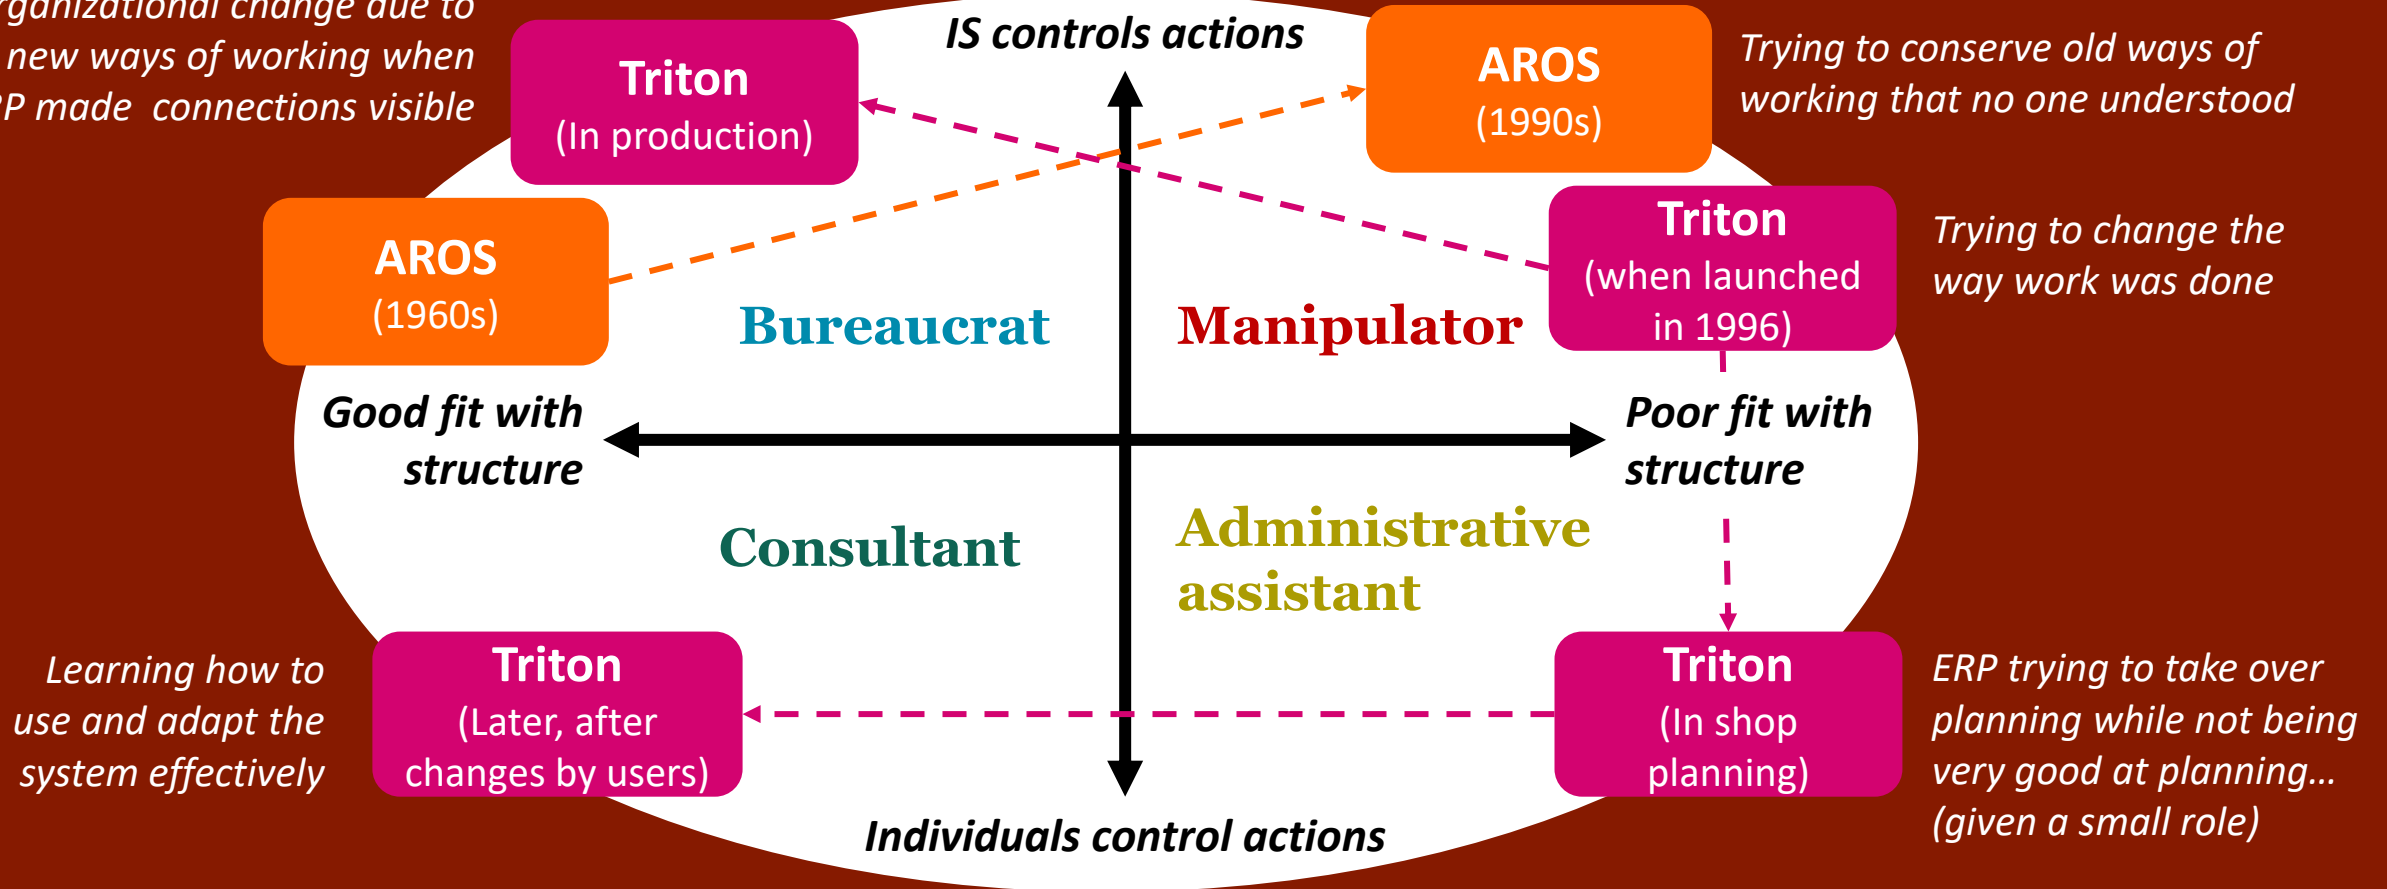 organizational change due to
new ways of working when
made connections visible
Triton
(In production)
IS controls actions
AROS
(1990s)
Trying to conserve old ways of
working that no one understood
AROS
(1960s)
Triton
(when launched
in 1996)
Trying to change the
way work was done
Bureaucrat
Manipulator
Good fit with
structure
Poor fit with
structure
Consultant
Administrative
assistant
Learning how to
use and adapt the
system effectively
Triton
(Later, after
changes by users)
Triton
(In shop
planning)
ERP trying to take over
planning while not being
very good at planning…
(given a small role)
Individuals control actions